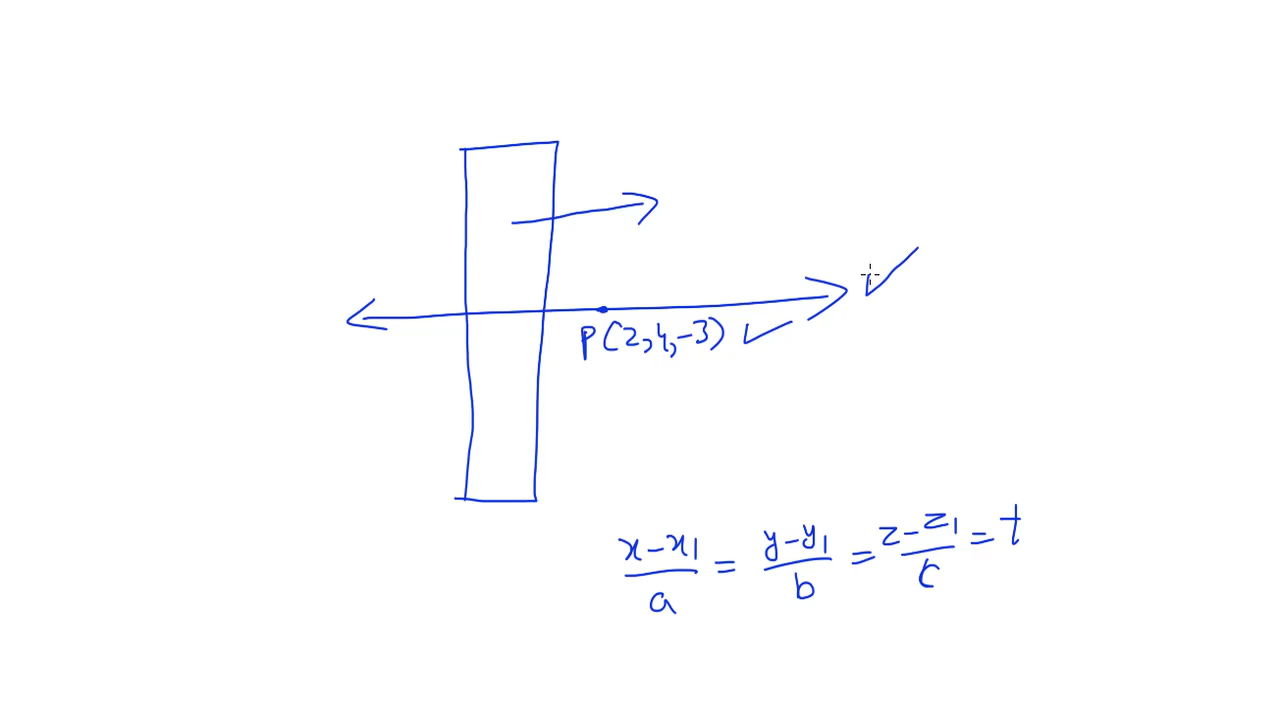 P(2,4,-3)
x-x1/a = y-y1/b = z-z1/c = t